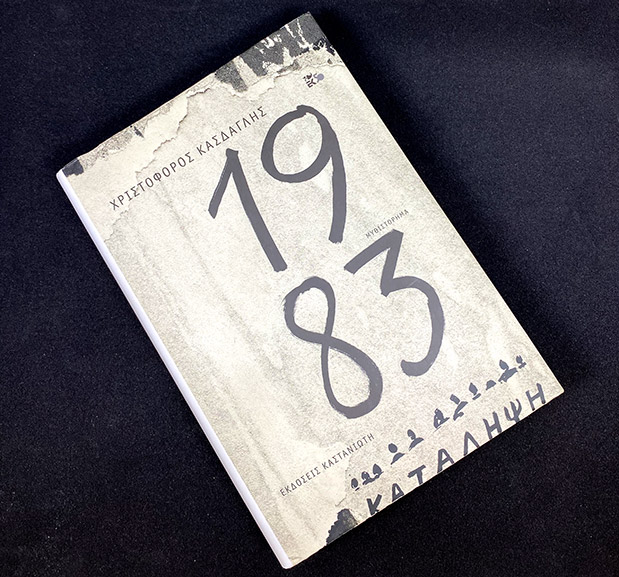 ΧΡΙΣΤΟΦΟΡΟΣ ΚΑΣΔΑΓΛΗΣ
19
ΜΥΘΙΣΤΟΡΗΜΑ
83
ΕΚΔΟΣΕΙΣ ΚΑΣΤΑΝΙΩΤΗ
ΚΑΤΑΛΗΨΗ